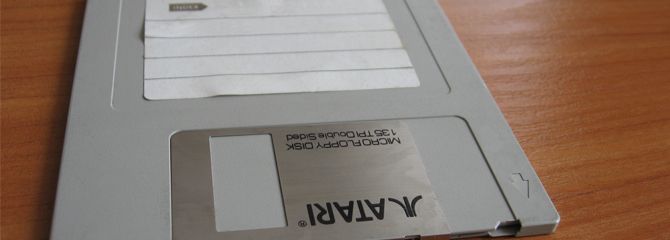 ATARI®
135 TPI Double Sided
MICRO FLOPPY DISK